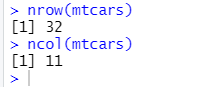 > nrow(mtcars)
[1] 32
> ncol(mtcars)
[1] 11
>